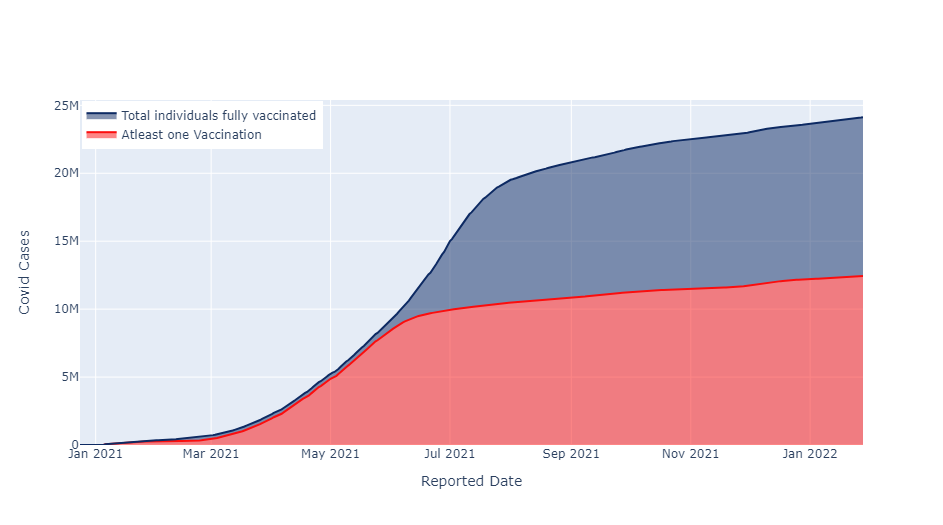 25M
20M
15M
10M
5M
0
Covid Cases
Total individuals fully vaccinated
Atleast one Vaccination
Jan 2021
Mar 2021
May 2021
Jul 2021
Sep 2021
Nov 2021
Jan 2022
Reported Date